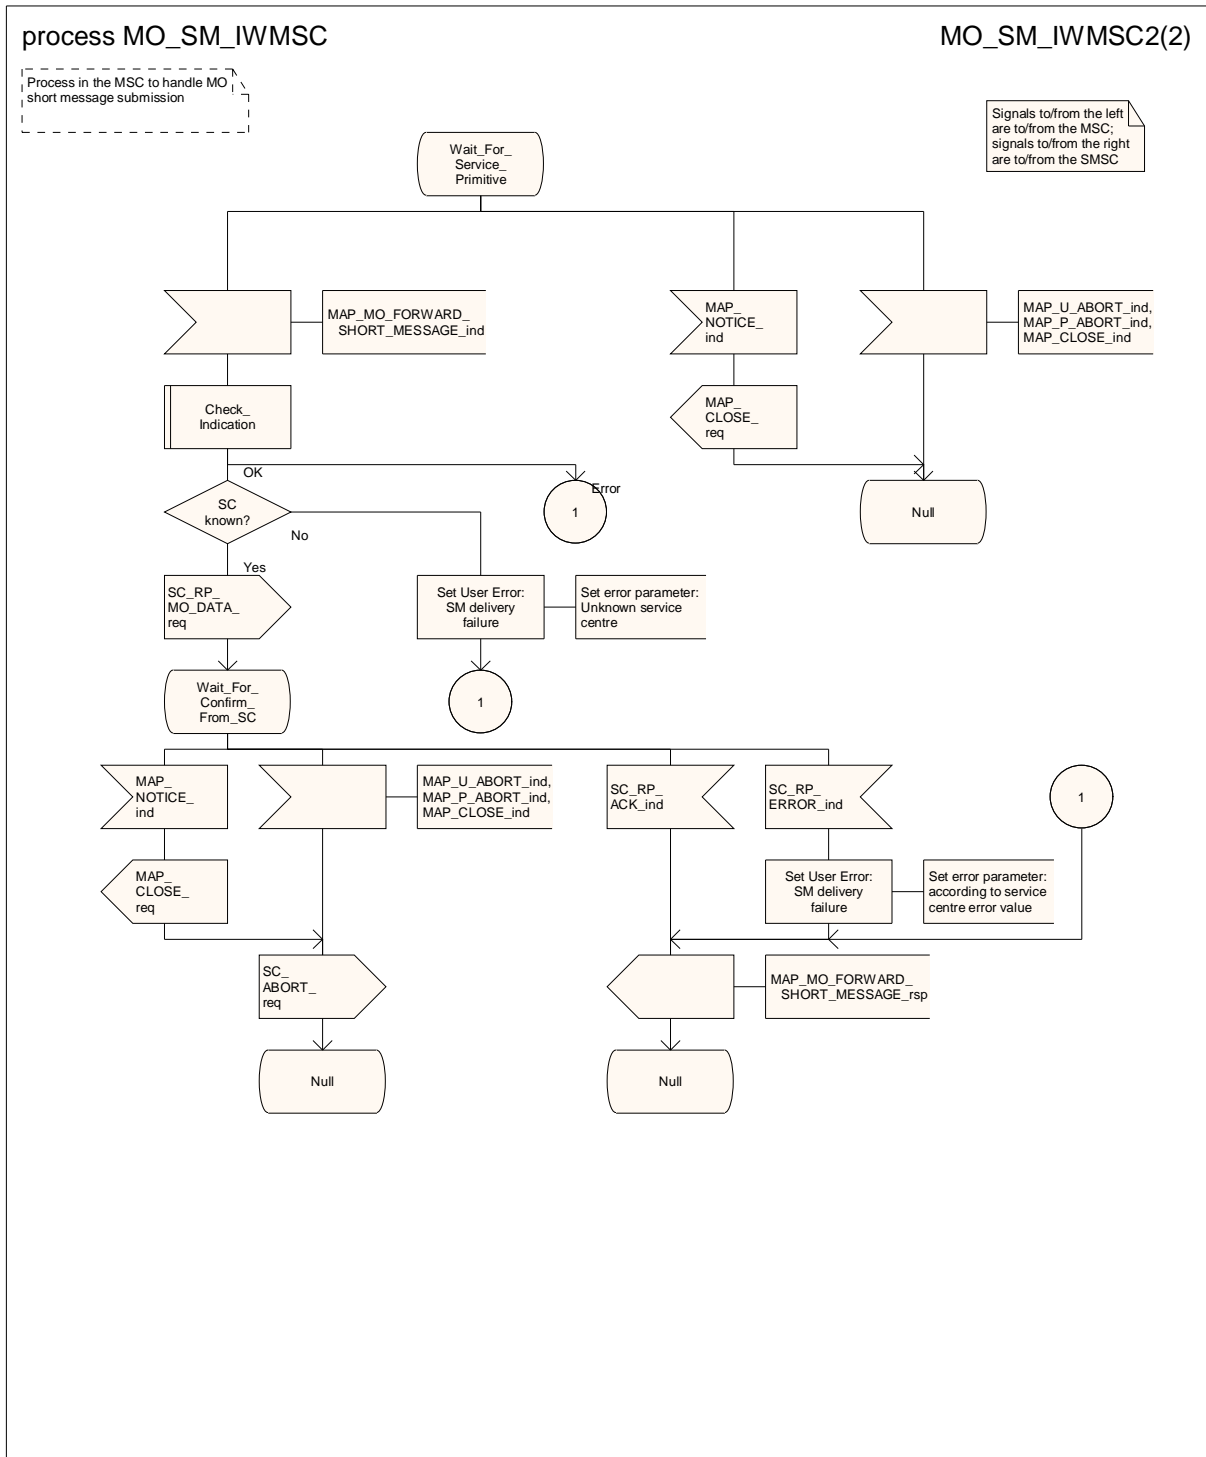 process MO_SM_IWMSC
MO_SM_IWMSC2(2)
Process in the MSC to handle MO
short message submission
Signals to/from the left
are to/from the MSC;
signals to/from the right
are to/from the SMSC
Wait_For_
Service_
Primitive
MAP_MO_FORWARD_
SHORT_MESSAGE_ind
MAP_
NOTICE_
ind
MAP_U_ABORT_ind,
MAP_P_ABORT_ind,
MAP_CLOSE_ind
Check_
Indication
MAP_
CLOSE_
req
OK
Error
SC
known?
No
1
Null
Yes
SC_RP_
MO_DATA_
req
Set User Error:
SM delivery
failure
Set error parameter:
Unknown service
centre
Wait_For_
Confirm_
From_SC
1
MAP_
NOTICE_
ind
MAP_U_ABORT_ind,
MAP_P_ABORT_ind,
MAP_CLOSE_ind
SC_RP_
ACK_ind
SC_RP_
ERROR_ind
1
MAP_
CLOSE_
req
Set User Error:
SM delivery
failure
Set error parameter:
according to service
centre error value
SC_
ABORT_
req
MAP_MO_FORWARD_
SHORT_MESSAGE_rsp
Null
Null